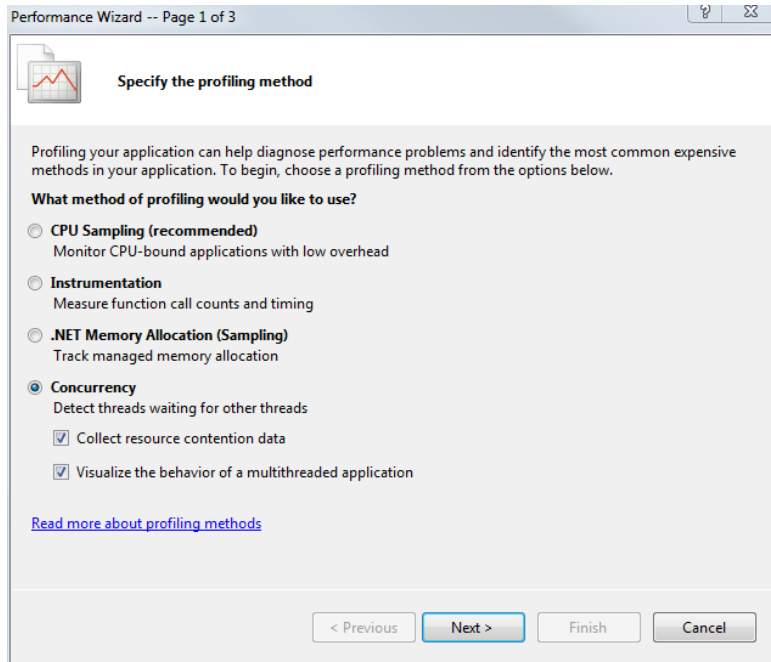 Performance Wizard -- Page 1 of 3
Specify the profiling method
Profiling your application can help diagnose performance problems and identify the most common expensive
methods in your application. To begin, choose a profiling method from the options below.
What method of profiling would you like to use?
CPU Sampling (recommended)
Monitor CPU-bound applications with low overhead
Instrumentation
Measure function call counts and timing
.NET Memory Allocation (Sampling)
Track managed memory allocation
Concurrency
Detect threads waiting for other threads
Collect resource contention data
Visualize the behavior of a multithreaded application
Read more about profiling methods
< Previous Next > Finish Cancel